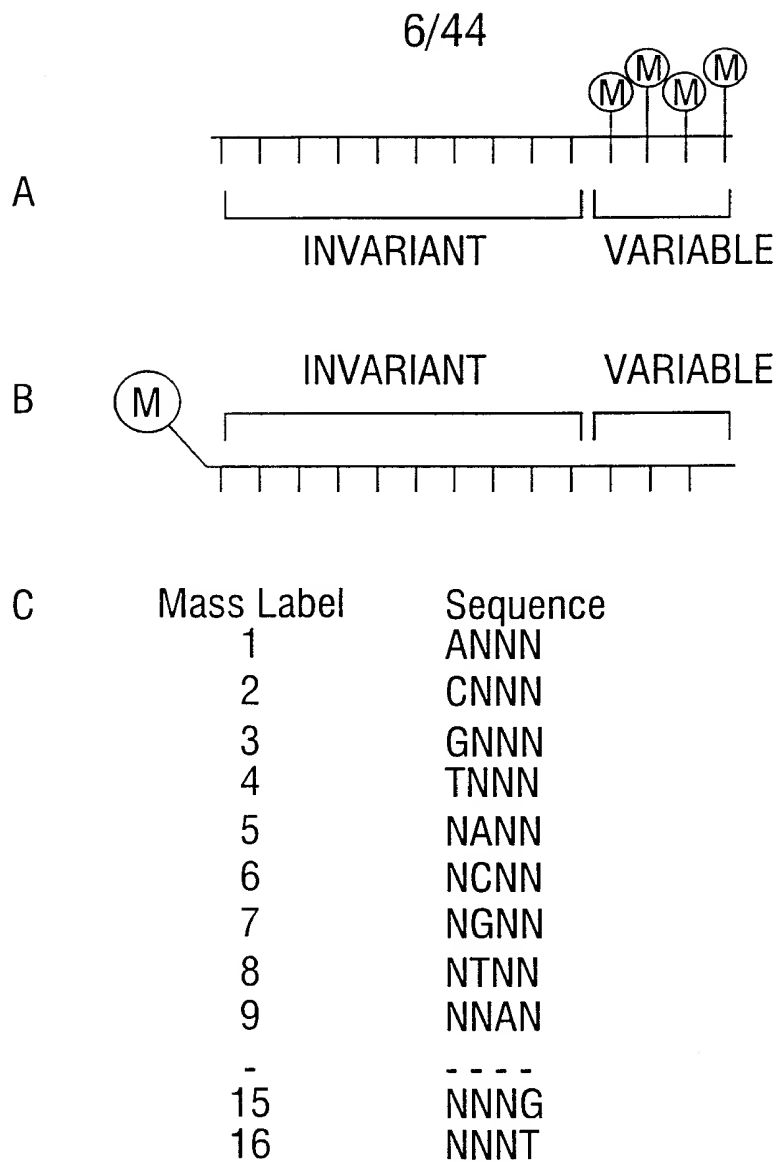 6/44
M M M M
A
INVARIANT VARIABLE
INVARIANT VARIABLE
B M
C Mass Label Sequence
1 ANNN
2 CNNN
3 GNNN
4 TNNN
5 NANN
6 NCNN
7 NGNN
8 NTNN
9 NNAN
- - - - -
15 NNNG
16 NNNT